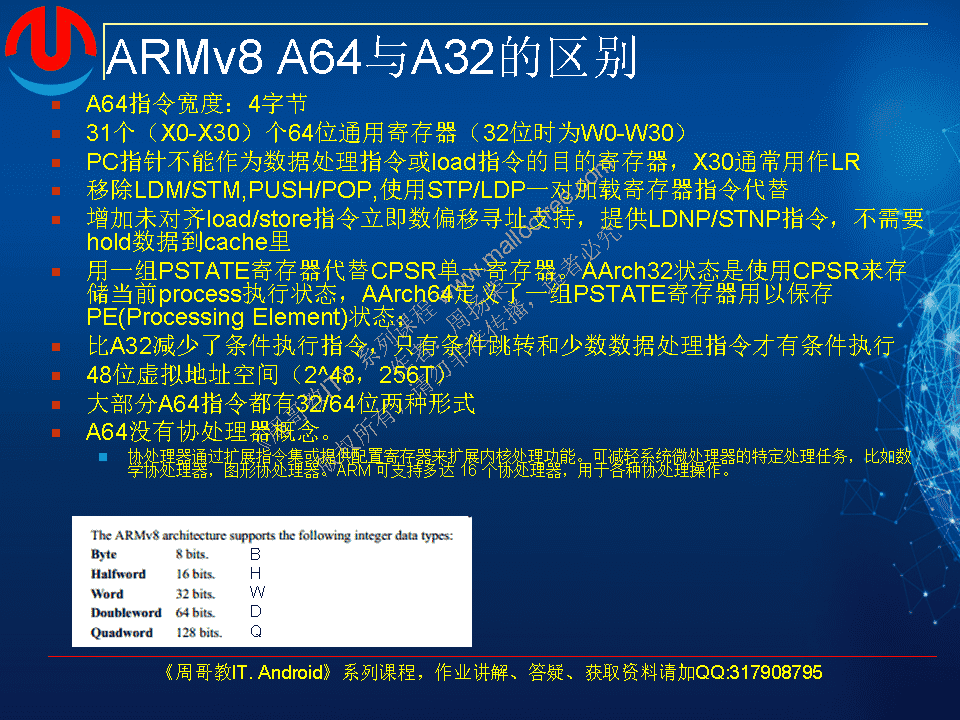 ARMv8 A64与A32的区别
A64指令宽度：4字节
31个（X0-X30）个64位通用寄存器（32位时为W0-W30）
PC指针不能作为数据处理指令或load指令的目的寄存器，X30通常用作LR
移除LDM/STM,PUSH/POP,使用STP/LDP一对加载寄存器指令代替
增加未对齐load/store指令立即数偏移寻址支持，提供LDNP/STNP指令，不需要
hold数据到cache里
用一组PSTATE寄存器代替CPSR单一寄存器。AArch32状态是使用CPSR来存
储当前process执行状态，AArch64定义了一组PSTATE寄存器用以保存
PE(Processing Element)状态；
比A32减少了条件执行指令，只有条件跳转和少数数据处理指令才有条件执行
48位虚拟地址空间（2^48，256T）
大部分A64指令都有32/64位两种形式
A64没有协处理器概念。
协处理器通过扩展指令集或提供配置寄存器来扩展内核处理功能。可减轻系统微处理器的特定处理任务，比如数
学协处理器，图形协处理器。ARM 可支持多达 16 个协处理器，用于各种协处理操作。
The ARMv8 architecture supports the following integer data types:
Byte 8 bits. B
Halfword 16 bits. H
Word 32 bits. W
Doubleword 64 bits. D
Quadword 128 bits. Q
《周哥教IT. Android》系列课程，作业讲解、答疑、获取资料请加QQ:317908795